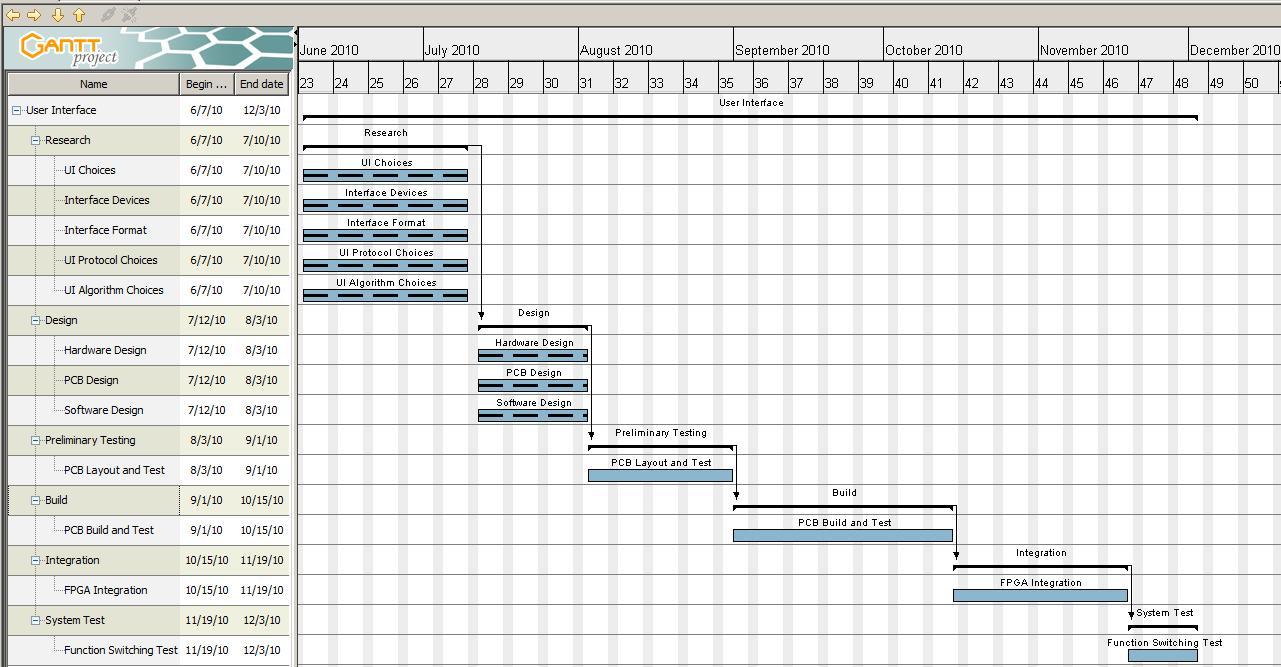 GANTT
project
June 2010 July 2010 August 2010 September 2010 October 2010 November 2010 December 2010
Name Begin ... End date
23 24 25 26 27 28 29 30 31 32 33 34 35 36 37 38 39 40 41 42 43 44 45 46 47 48 49 50
User Interface 6/7/10 12/3/10 User Interface
Research 6/7/10 7/10/10 Research
UI Choices 6/7/10 7/10/10 UI Choices
Interface Devices 6/7/10 7/10/10 Interface Devices
Interface Format 6/7/10 7/10/10 Interface Format
UI Protocol Choices 6/7/10 7/10/10 UI Protocol Choices
UI Algorithm Choices 6/7/10 7/10/10 UI Algorithm Choices
Design 7/12/10 8/3/10 Design
Hardware Design 7/12/10 8/3/10 Hardware Design
PCB Design 7/12/10 8/3/10 PCB Design
Software Design 7/12/10 8/3/10 Software Design
Preliminary Testing 8/3/10 9/1/10 Preliminary Testing
PCB Layout and Test 8/3/10 9/1/10 PCB Layout and Test
Build 9/1/10 10/15/10 Build
PCB Build and Test 9/1/10 10/15/10 PCB Build and Test
Integration 10/15/10 11/19/10 Integration
FPGA Integration 10/15/10 11/19/10 FPGA Integration
System Test 11/19/10 12/3/10 System Test
Function Switching Test 11/19/10 12/3/10 Function Switching Test